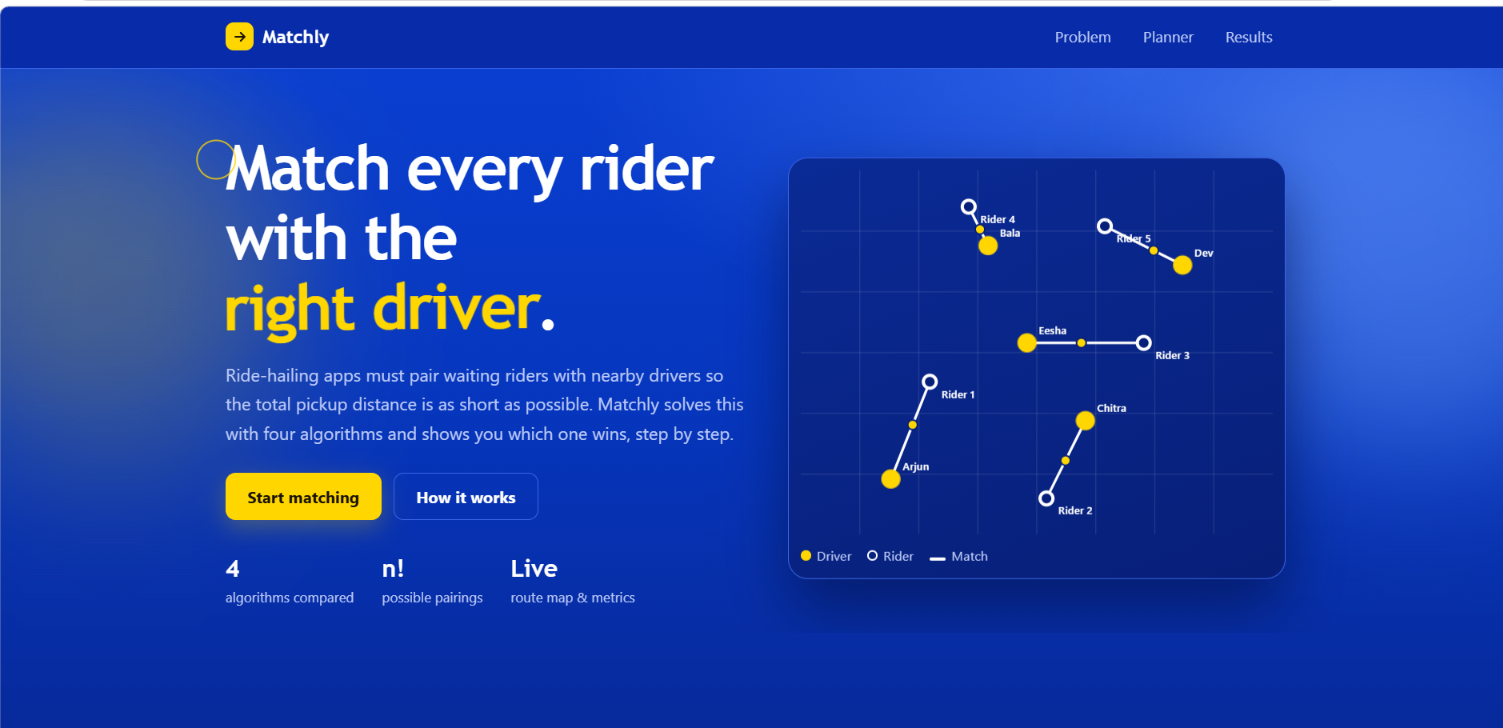 Matchly
Problem
Planner
Results
Match every rider
with the
right driver.
Ride-hailing apps must pair waiting riders with nearby drivers so
the total pickup distance is as short as possible. Matchly solves this
with four algorithms and shows you which one wins, step by step.
Start matching
How it works
4
algorithms compared
n!
possible pairings
Live
route map & metrics
Rider 4
Bala
Rider 5
Dev
Eesha
Rider 3
Rider 1
Chitra
Arjun
Rider 2
Driver
Rider
Match